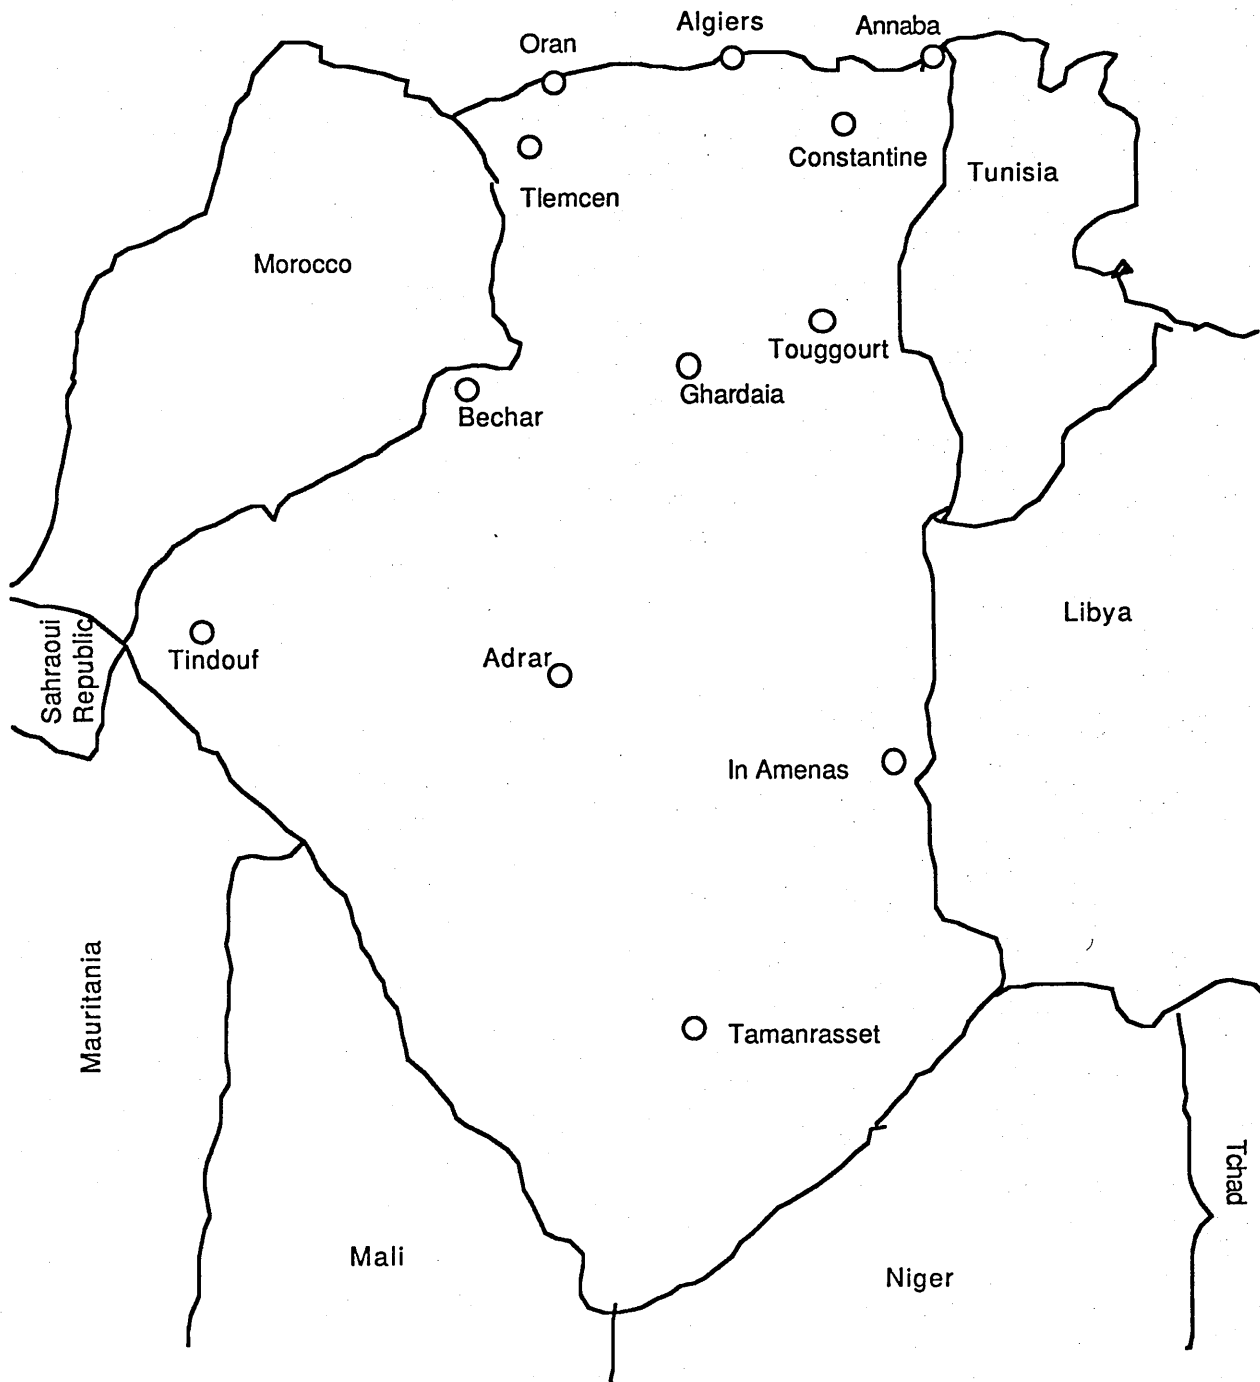 Algiers
Annaba
Oran
Constantine
Tunisia
Tlemcen
Morocco
Touggourt
Ghardaia
Bechar
Libya
Sahraoui
Republic
Tindouf
Adrar
In Amenas
Mauritania
Tamanrasset
Tchad
Mali
Niger